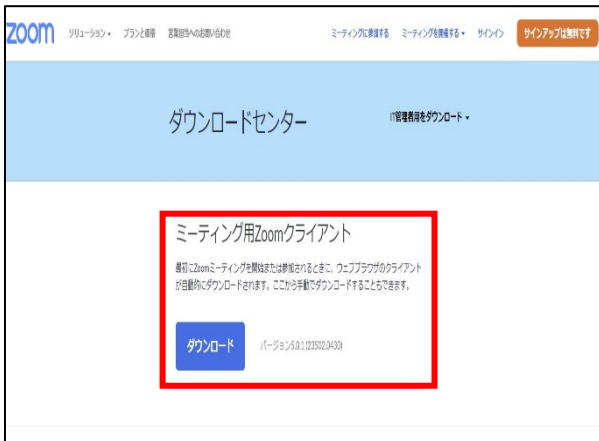 zoom ソリューション プランと価格 営業担当へのお問い合わせ ミーティングに参加する ミーティングを開催する サインイン サインアップは無料です
ダウンロードセンター IT管理者用をダウンロード
ミーティング用Zoomクライアント
最初にZoomミーティングを開始または参加されるときに、ウェブブラウザのクライアント
が自動的にダウンロードされます。ここから手動でダウンロードすることもできます。
ダウンロード バージョン5.0.1 (23502.0430)